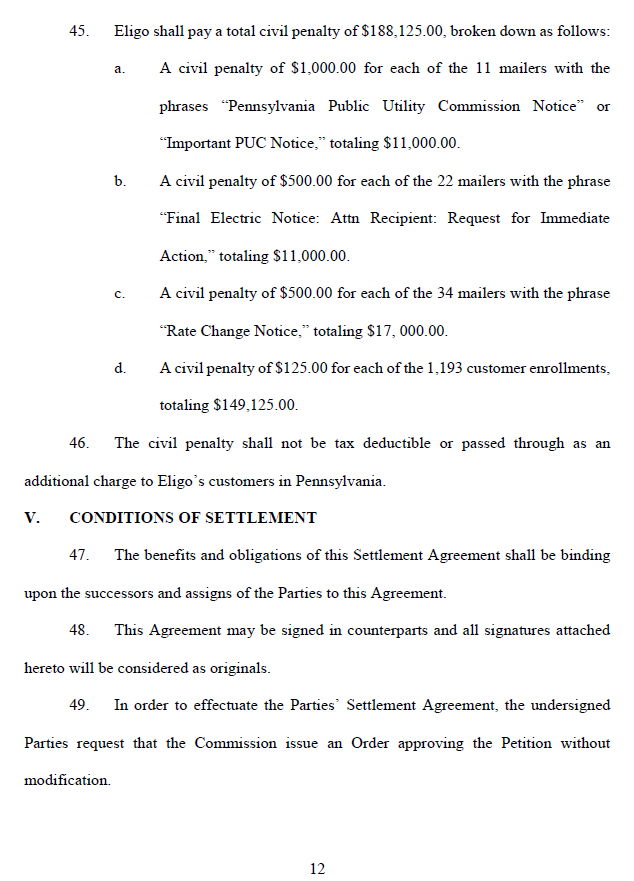 45. Eligo shall pay a total civil penalty of $188,125.00, broken down as follows:
a. A civil penalty of $1,000.00 for each of the 11 mailers with the
phrases “Pennsylvania Public Utility Commission Notice” or
“Important PUC Notice,” totaling $11,000.00.
b. A civil penalty of $500.00 for each of the 22 mailers with the phrase
“Final Electric Notice: Attn Recipient: Request for Immediate
Action,” totaling $11,000.00.
c. A civil penalty of $500.00 for each of the 34 mailers with the phrase
“Rate Change Notice,” totaling $17, 000.00.
d. A civil penalty of $125.00 for each of the 1,193 customer enrollments,
totaling $149,125.00.
46. The civil penalty shall not be tax deductible or passed through as an
additional charge to Eligo’s customers in Pennsylvania.
V. CONDITIONS OF SETTLEMENT
47. The benefits and obligations of this Settlement Agreement shall be binding
upon the successors and assigns of the Parties to this Agreement.
48. This Agreement may be signed in counterparts and all signatures attached
hereto will be considered as originals.
49. In order to effectuate the Parties’ Settlement Agreement, the undersigned
Parties request that the Commission issue an Order approving the Petition without
modification.
12